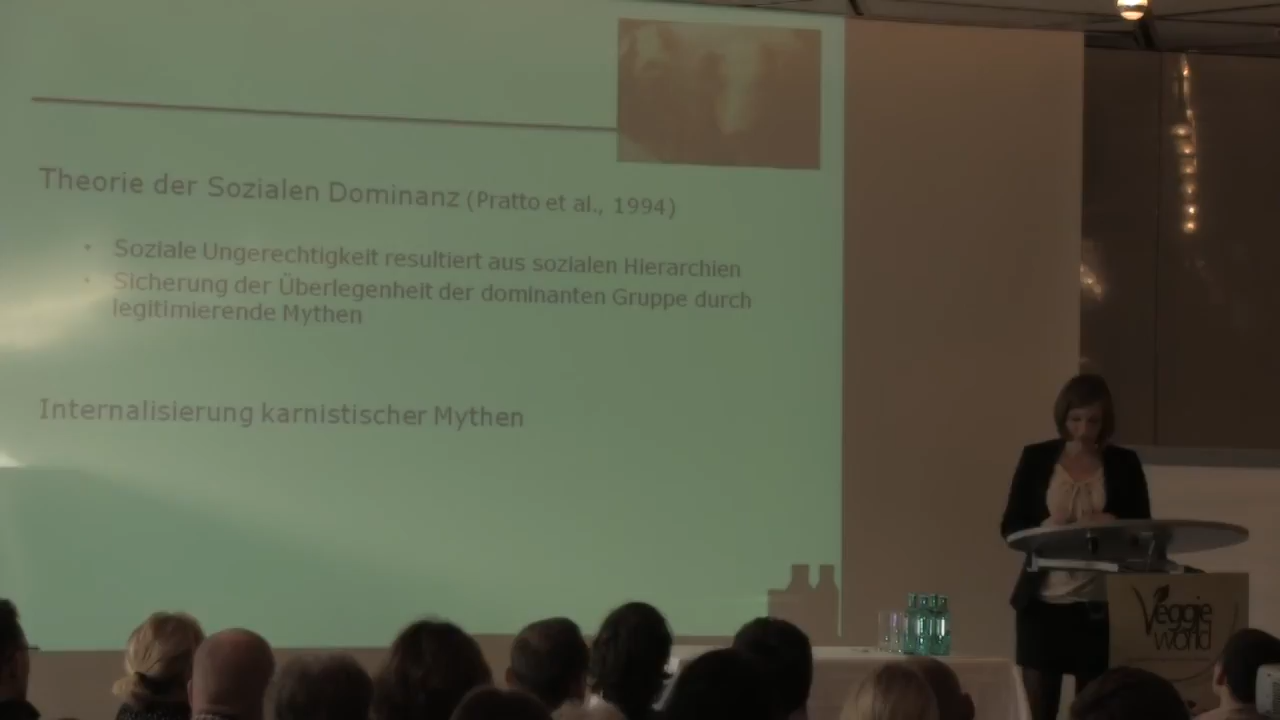 Theorie der Sozialen Dominanz (Pratto et al., 1994)
• Soziale Ungerechtigkeit resultiert aus sozialen Hierarchien
• Sicherung der Überlegenheit der dominanten Gruppe durch
legitimierende Mythen
Internalisierung karnistischer Mythen
Veggie
world